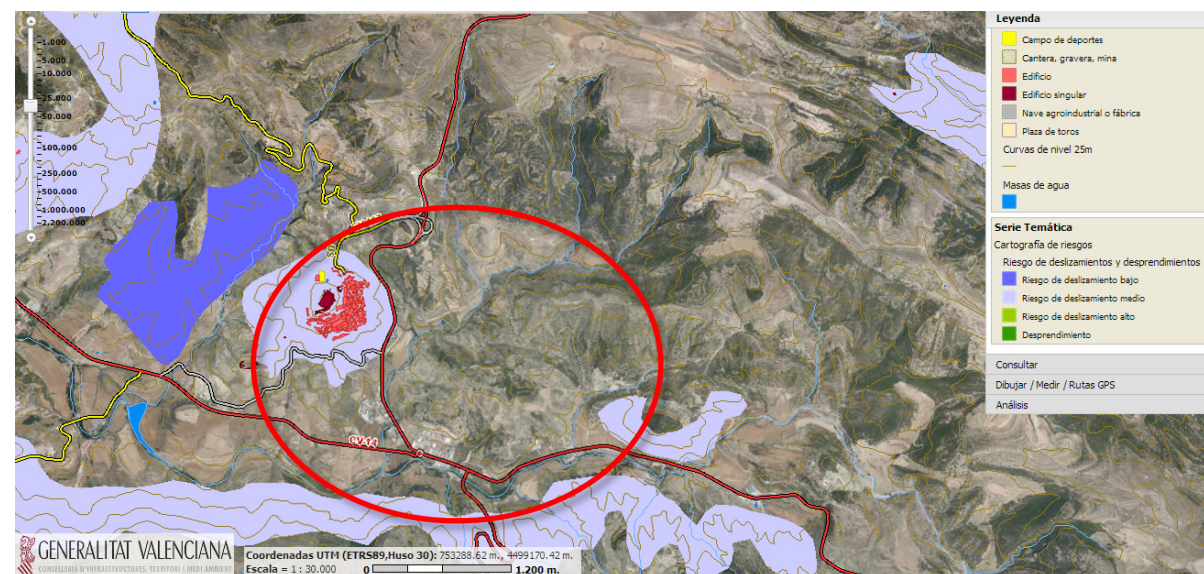 1.000
5.000
10.000
25.000
50.000
100.000
250.000
500.000
1.000.000
2.200.000
CV44
GENERALITAT VALENCIANA
CONSELLERIA D'INFRAESTRUCTURES, TERRITORI I MEDI AMBIENT
Coordenadas UTM (ETRS89,Huso 30): 753288.62 m., 4499170.42 m.
Escala = 1 : 30.000 0 1.200 m.
Leyenda
Campo de deportes
Cantera, gravera, mina
Edificio
Edificio singular
Nave agroindustrial o fábrica
Plaza de toros
Curvas de nivel 25m
Masas de agua
Serie Temática
Cartografía de riesgos
Riesgo de deslizamientos y desprendimientos
Riesgo de deslizamiento bajo
Riesgo de deslizamiento medio
Riesgo de deslizamiento alto
Desprendimiento
Consultar
Dibujar / Medir / Rutas GPS
Análisis